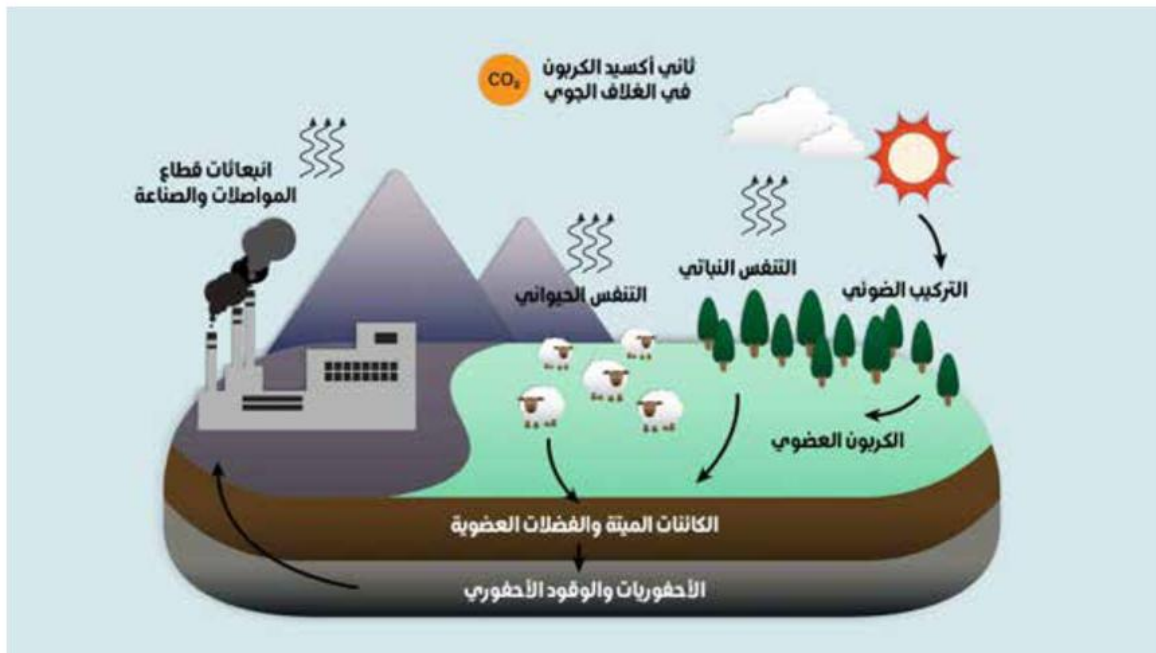 ثاني أكسيد الكربون
في الغلاف الجوي
CO₂
انبعاثات قطاع
المواصلات والصناعة
التنفس النباتي
التركيب الضوئي
التنفس الحيواني
الكربون العضوي
الكائنات الميتة والفضلات العضوية
الأحفوريات والوقود الأحفوري